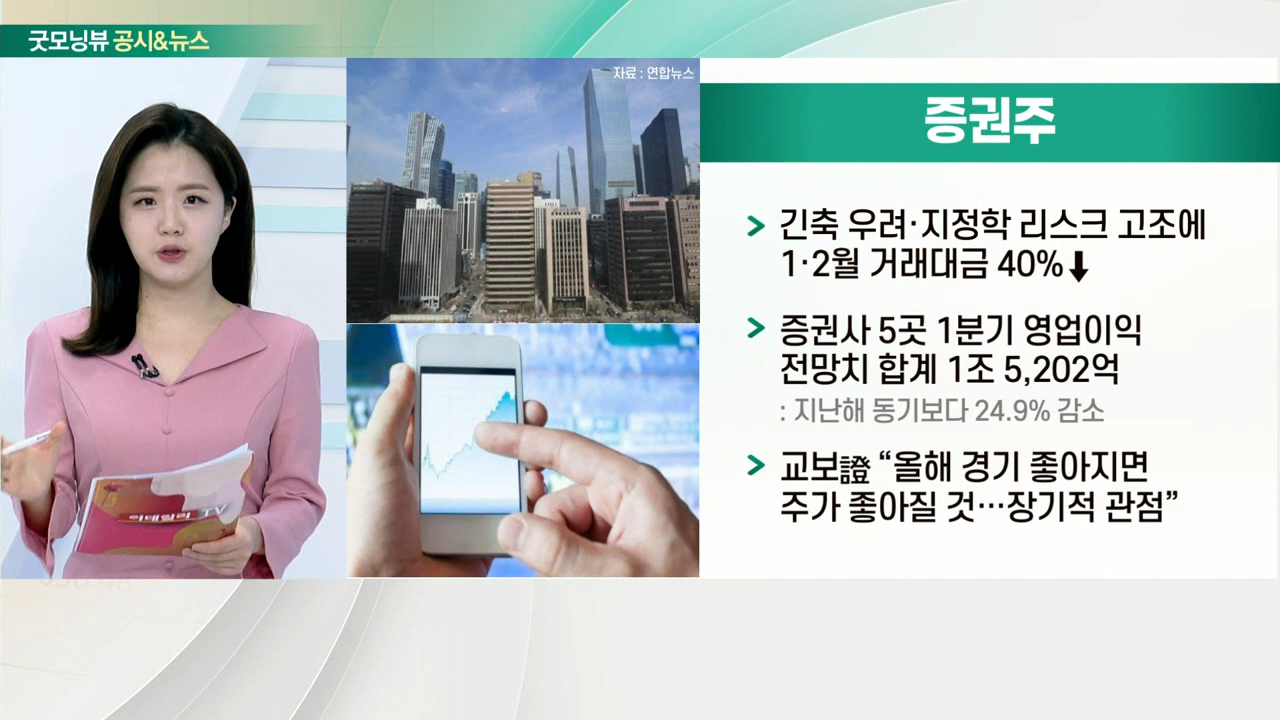 굿모닝뷰 공시&뉴스
자료 : 연합뉴스
증권주
긴축 우려·지정학 리스크 고조에
1·2월 거래대금 40%⬇
증권사 5곳 1분기 영업이익
전망치 합계 1조 5,202억
: 지난해 동기보다 24.9% 감소
교보證 “올해 경기 좋아지면
주가 좋아질 것…장기적 관점”